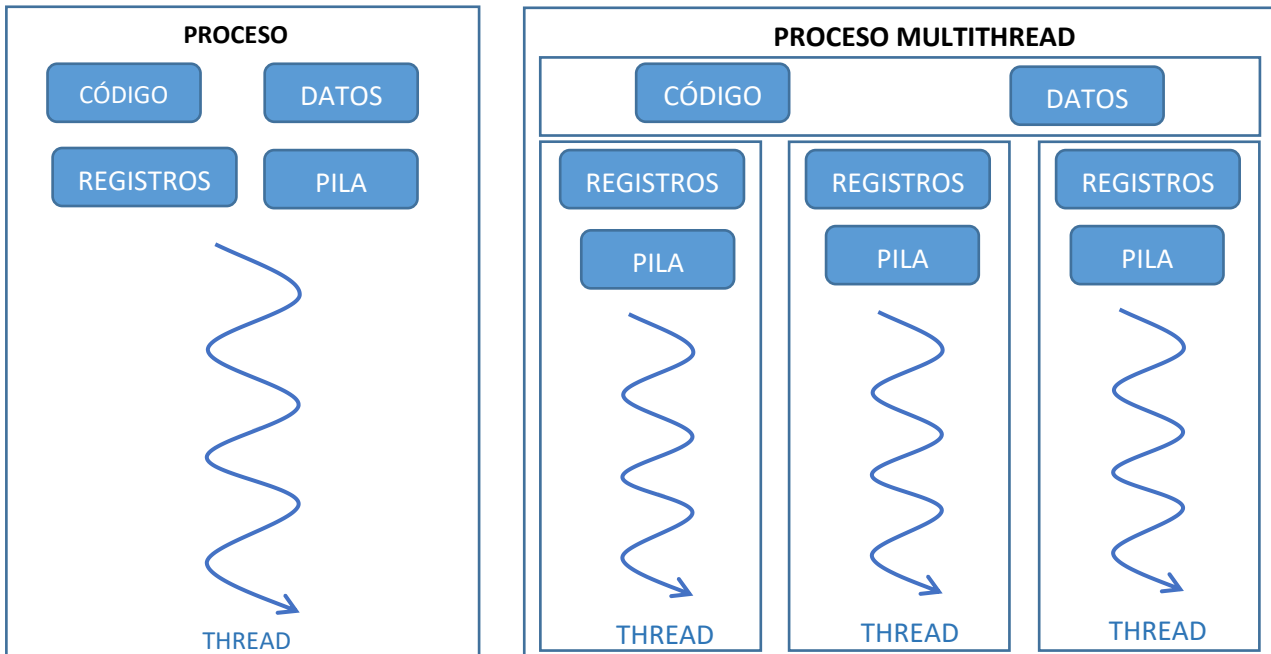 PROCESO
CÓDIGO DATOS
REGISTROS PILA
THREAD
PROCESO MULTITHREAD
CÓDIGO DATOS
REGISTROS REGISTROS REGISTROS
PILA PILA PILA
THREAD THREAD THREAD